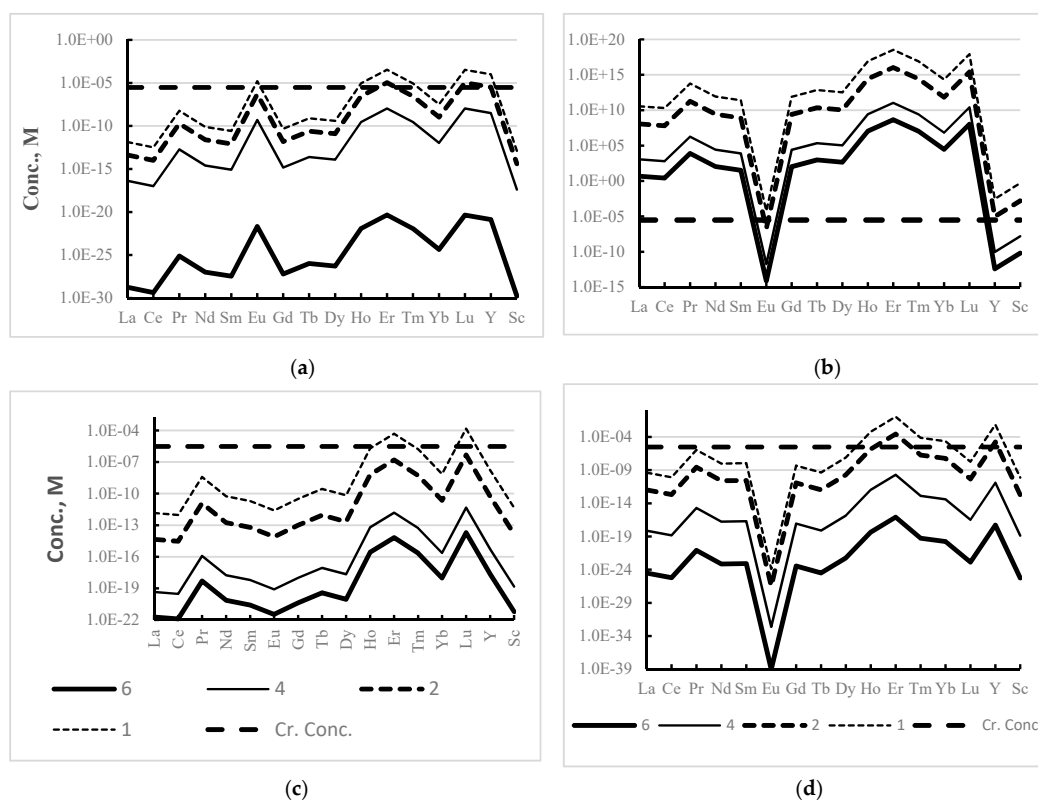 Conc., M
1.0E+00
1.0E-05
1.0E-10
1.0E-15
1.0E-20
1.0E-25
1.0E-30
La Ce Pr Nd Sm Eu Gd Tb Dy Ho Er Tm Yb Lu Y Sc
(a)
1.0E+20
1.0E+15
1.0E+10
1.0E+05
1.0E+00
1.0E-05
1.0E-10
1.0E-15
La Ce Pr Nd Sm Eu Gd Tb Dy Ho Er Tm Yb Lu Y Sc
(b)
Conc., M
1.0E-04
1.0E-07
1.0E-10
1.0E-13
1.0E-16
1.0E-19
1.0E-22
La Ce Pr Nd Sm Eu Gd Tb Dy Ho Er Tm Yb Lu Y Sc
6 4 2
1 Cr. Conc.
(c)
1.0E-04
1.0E-09
1.0E-14
1.0E-19
1.0E-24
1.0E-29
1.0E-34
1.0E-39
La Ce Pr Nd Sm Eu Gd Tb Dy Ho Er Tm Yb Lu Y Sc
6 4 2 1 Cr. Conc.
(d)